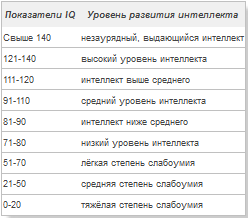 Показатели IQ Уровень развития интеллекта
Свыше 140 незаурядный, выдающийся интеллект
121-140 высокий уровень интеллекта
111-120 интеллект выше среднего
91-110 средний уровень интеллекта
81-90 интеллект ниже среднего
71-80 низкий уровень интеллекта
51-70 лёгкая степень слабоумия
21-50 средняя степень слабоумия
0-20 тяжёлая степень слабоумия